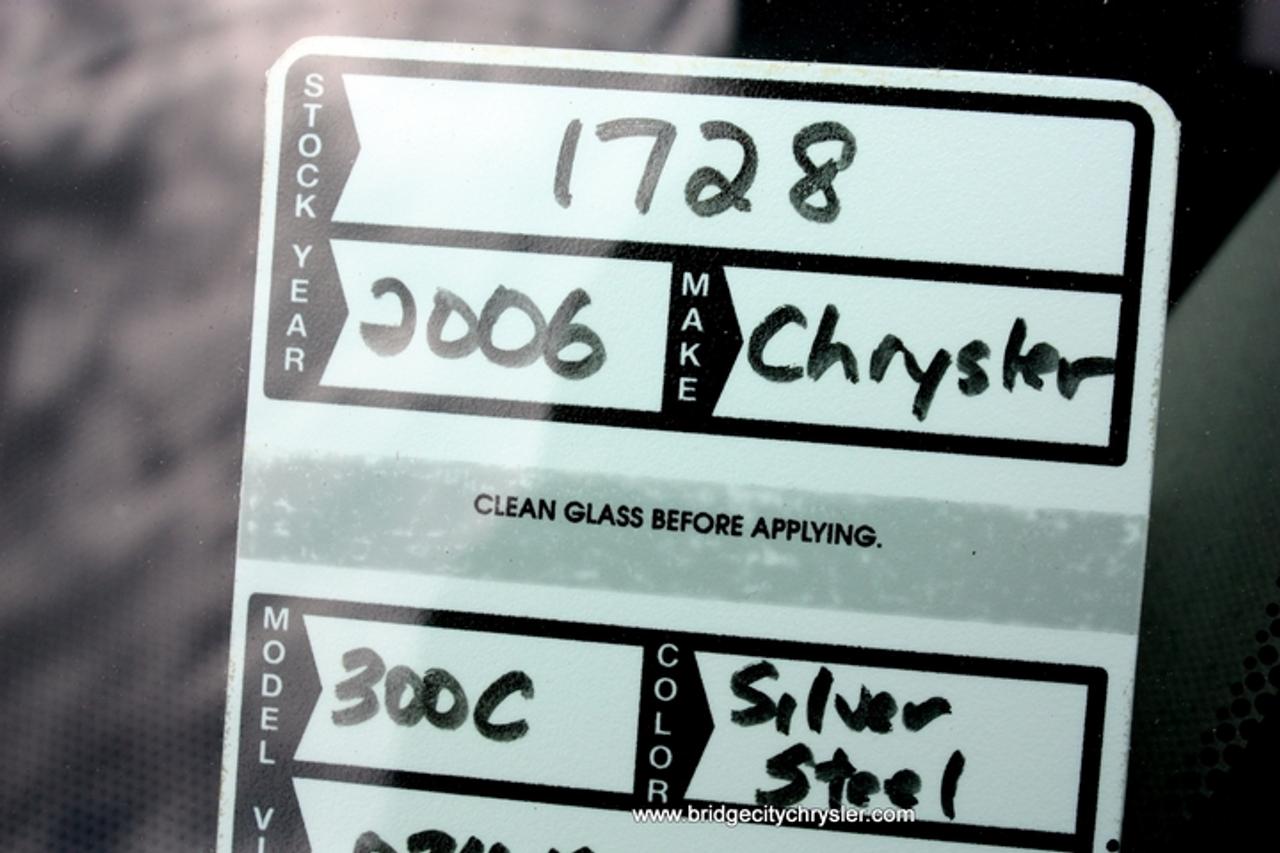 STOCK 1728
YEAR 2006 MAKE Chrysler
CLEAN GLASS BEFORE APPLYING.
MODEL 300C COLOR Silver
Steel
www.bridgecitychrysler.com